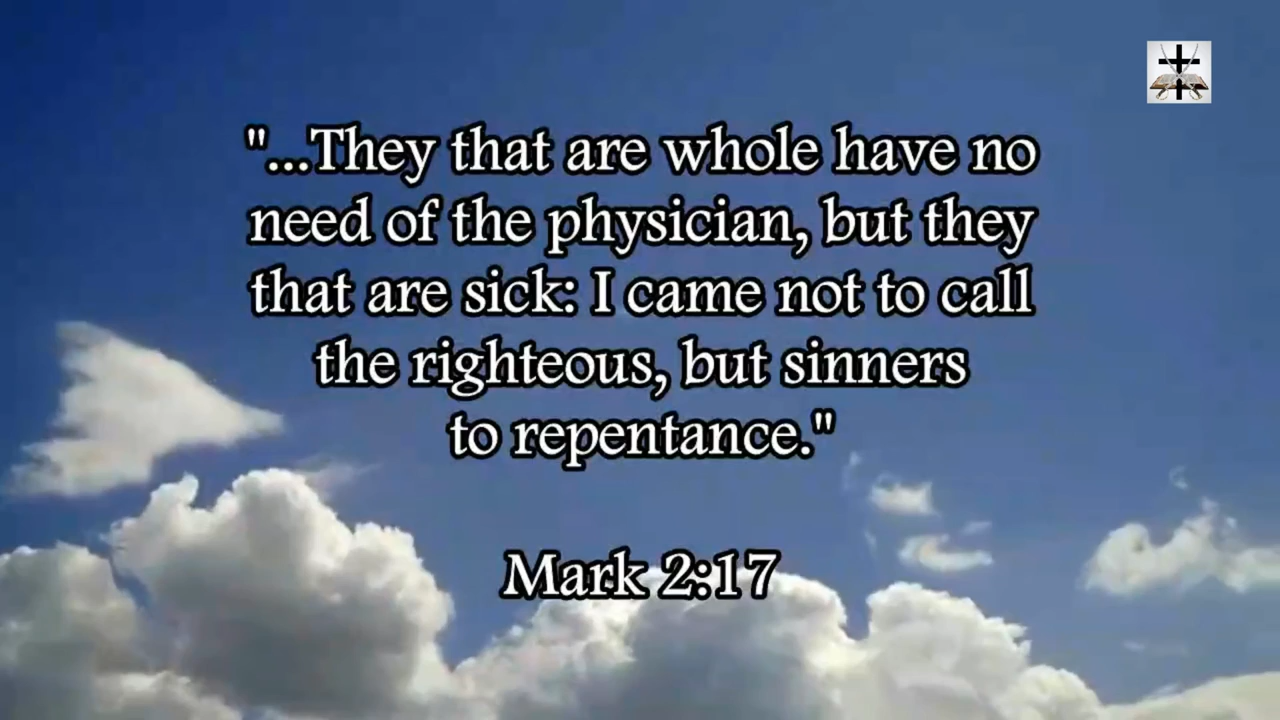 "...They that are whole have no
need of the physician, but they
that are sick: I came not to call
the righteous, but sinners
to repentance."
Mark 2:17